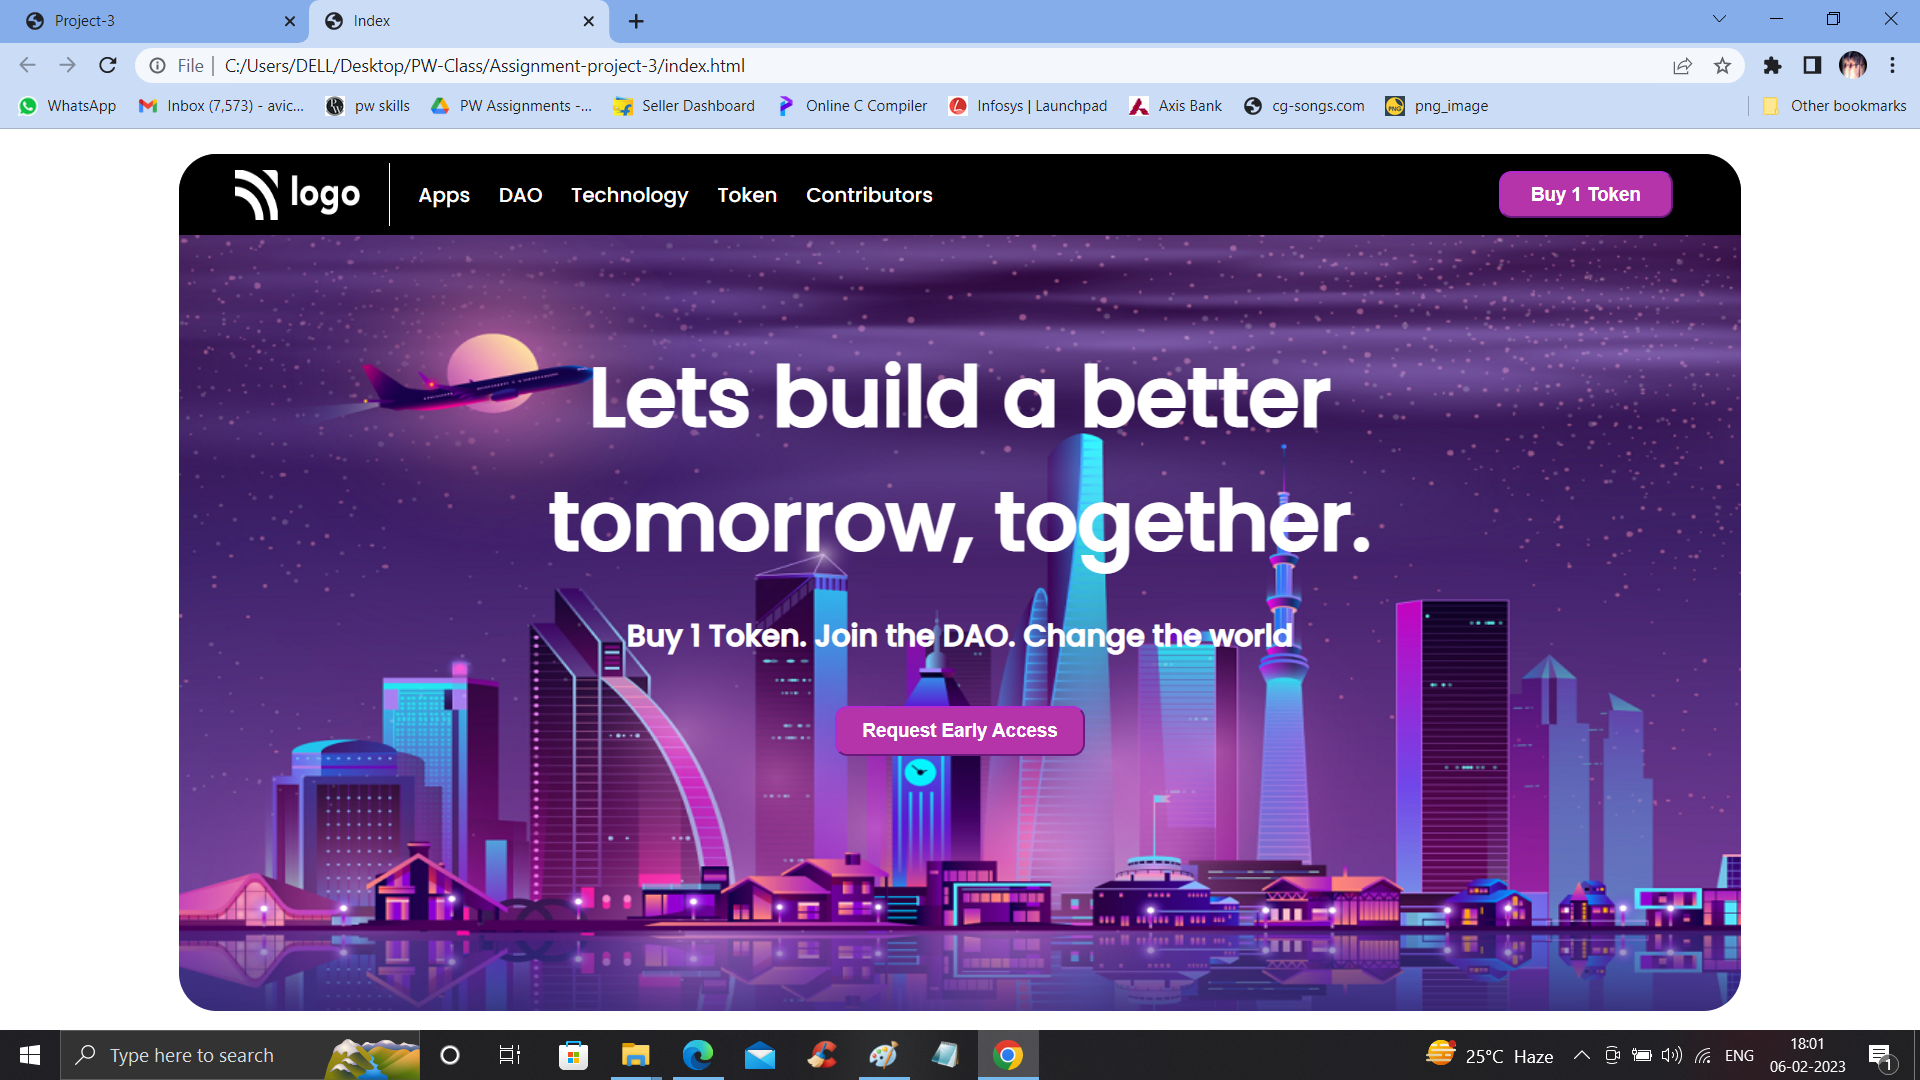 Project-3
Index
File
C:/Users/DELL/Desktop/PW-Class/Assignment-project-3/index.html
WhatsApp
Inbox (7,573) - avic...
pw skills
PW Assignments -...
Seller Dashboard
Online C Compiler
Infosys | Launchpad
Axis Bank
cg-songs.com
PNG
png_image
Other bookmarks
logo
Apps
DAO
Technology
Token
Contributors
Buy 1 Token
Lets build a better
tomorrow, together.
Buy 1 Token. Join the DAO. Change the world
Request Early Access
Type here to search
25°C Haze
ENG
18:01
06-02-2023
1